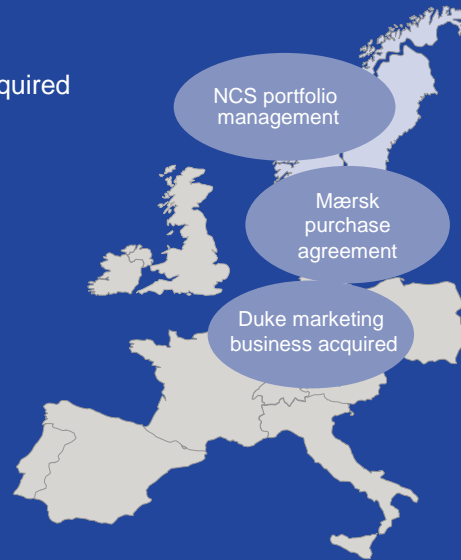 quired
NCS portfolio
management
Mærsk
purchase
agreement
Duke marketing
business acquired